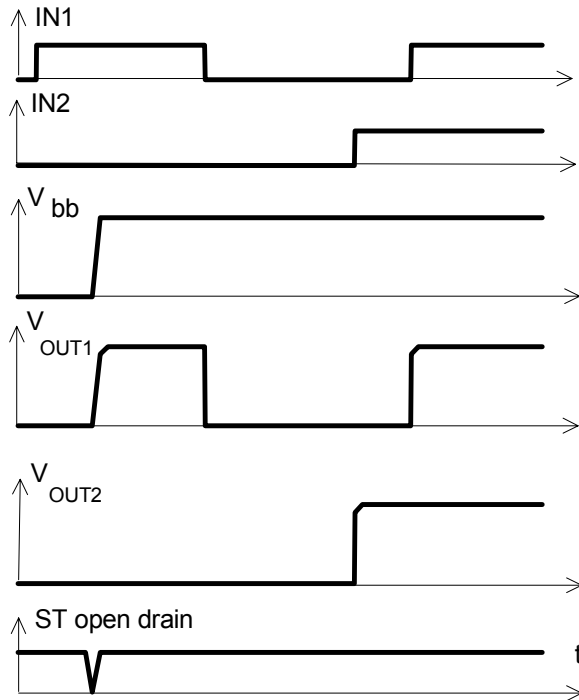 IN1
IN2
V bb
V OUT1
V OUT2
ST open drain
t